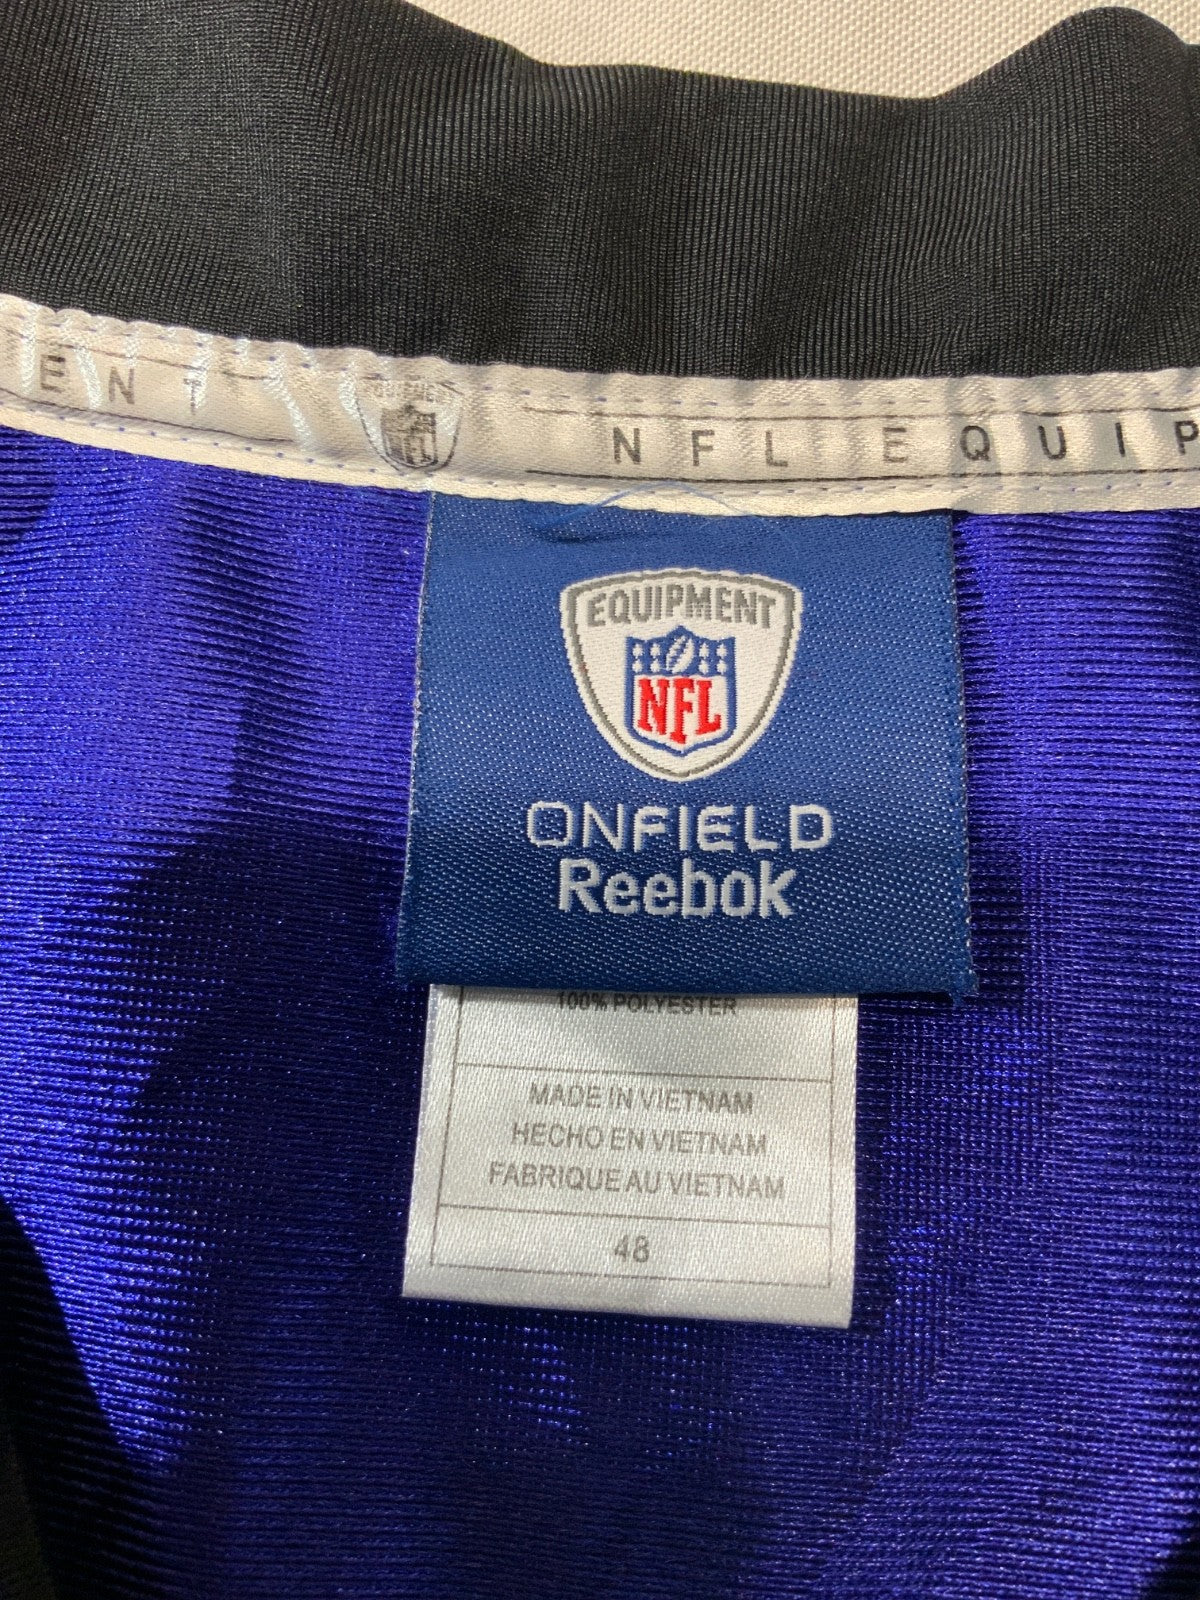 ENT NFL EQUIP
EQUIPMENT
NFL
ONFIELD
Reebok
100% POLYESTER
MADE IN VIETNAM
HECHO EN VIETNAM
FABRIQUE AU VIETNAM
48